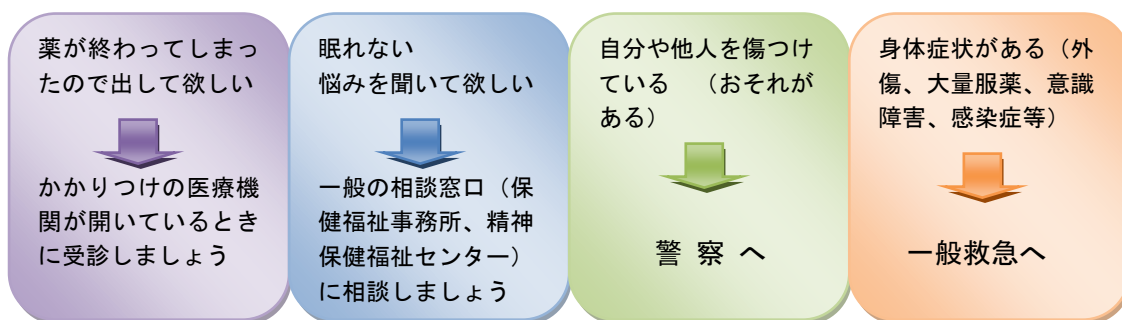 薬が終わってしまっ
たので出して欲しい
かかりつけの医療機
関が開いているとき
に受診しましょう
眠れない
悩みを聞いて欲しい
一般の相談窓口（保
健福祉事務所、精神
保健福祉センター）
に相談しましょう
自分や他人を傷つけ
ている　（おそれが
ある）
警 察 へ
身体症状がある（外
傷、大量服薬、意識
障害、感染症等）
一般救急へ